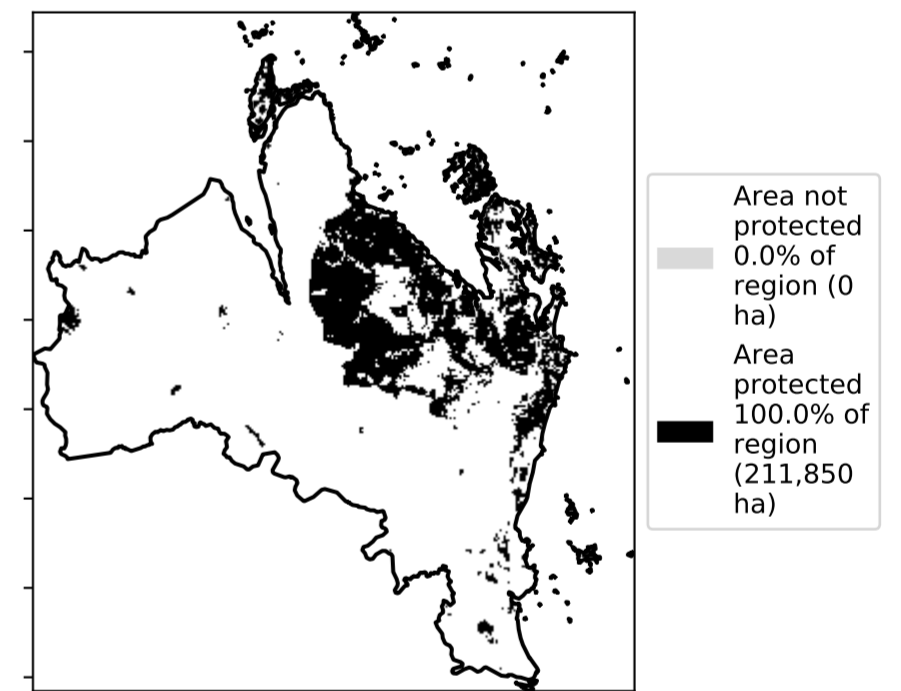 Area not
protected
0.0% of
region (0
ha)
Area
protected
100.0% of
region
(211,850
ha)